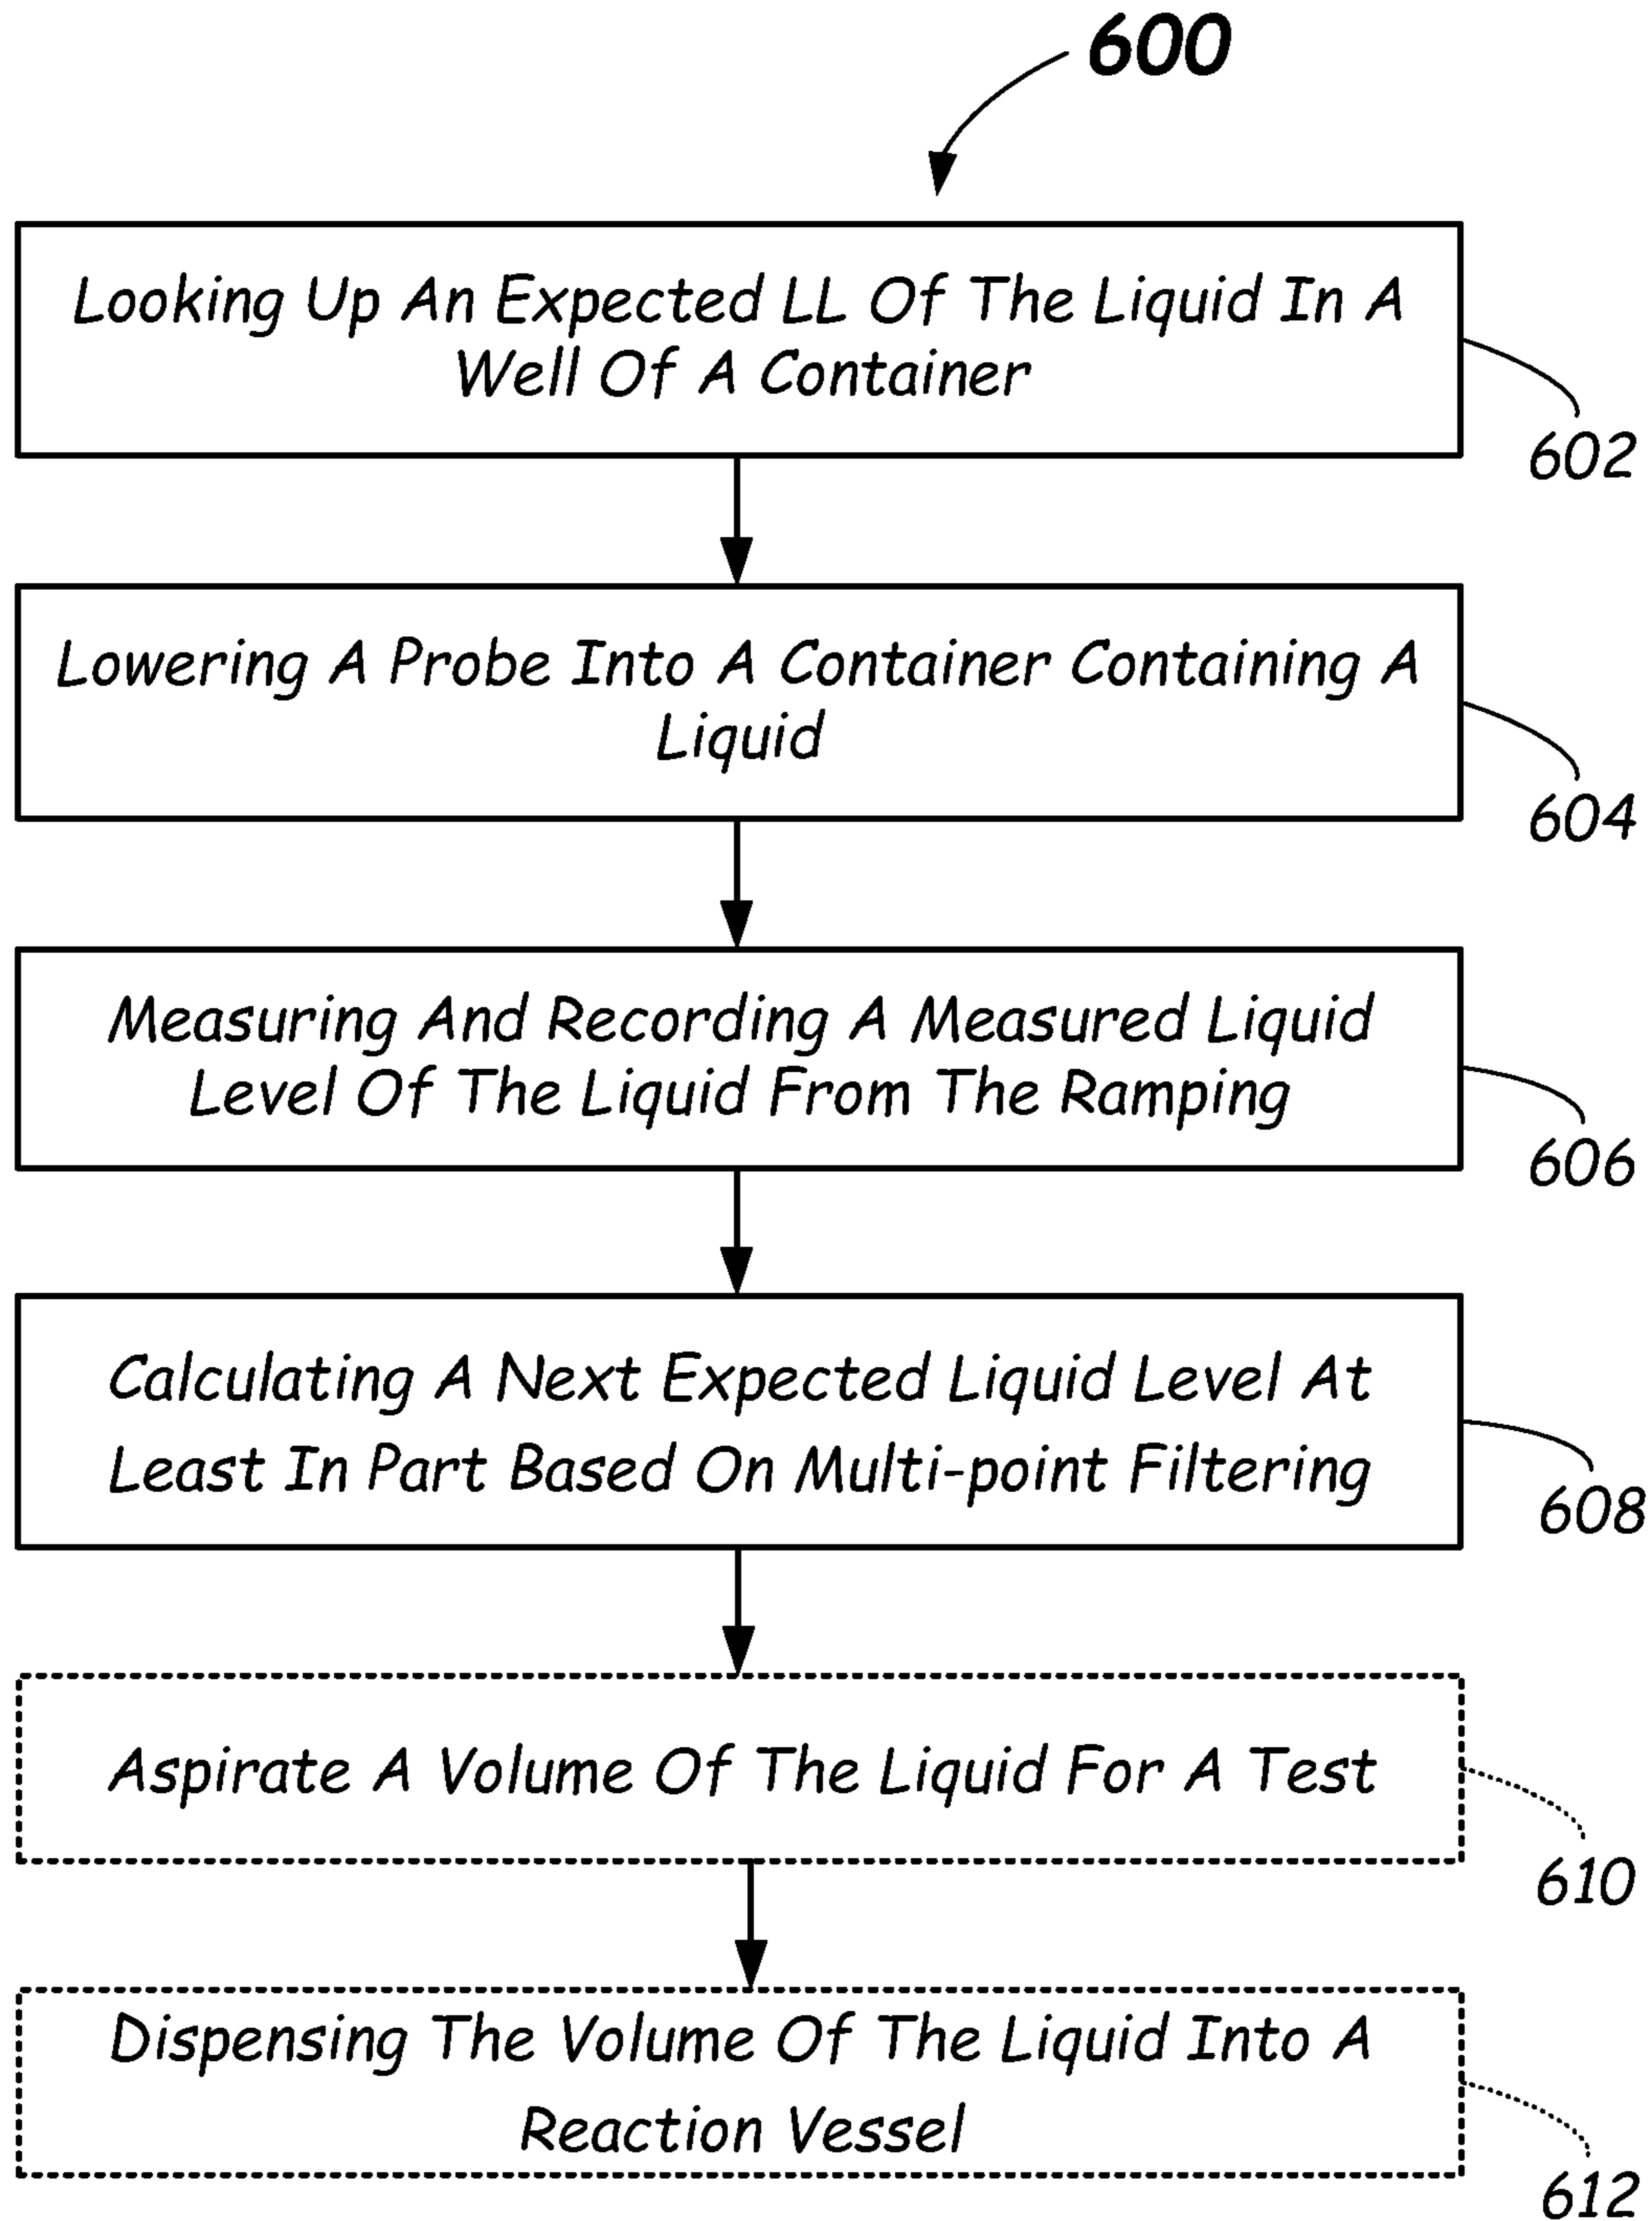 600
Looking Up An Expected LL Of The Liquid In A
Well Of A Container
602
Lowering A Probe Into A Container Containing A
Liquid
604
Measuring And Recording A Measured Liquid
Level Of The Liquid From The Ramping
606
Calculating A Next Expected Liquid Level At
Least In Part Based On Multi-point Filtering
608
Aspirate A Volume Of The Liquid For A Test
610
Dispensing The Volume Of The Liquid Into A
Reaction Vessel
612